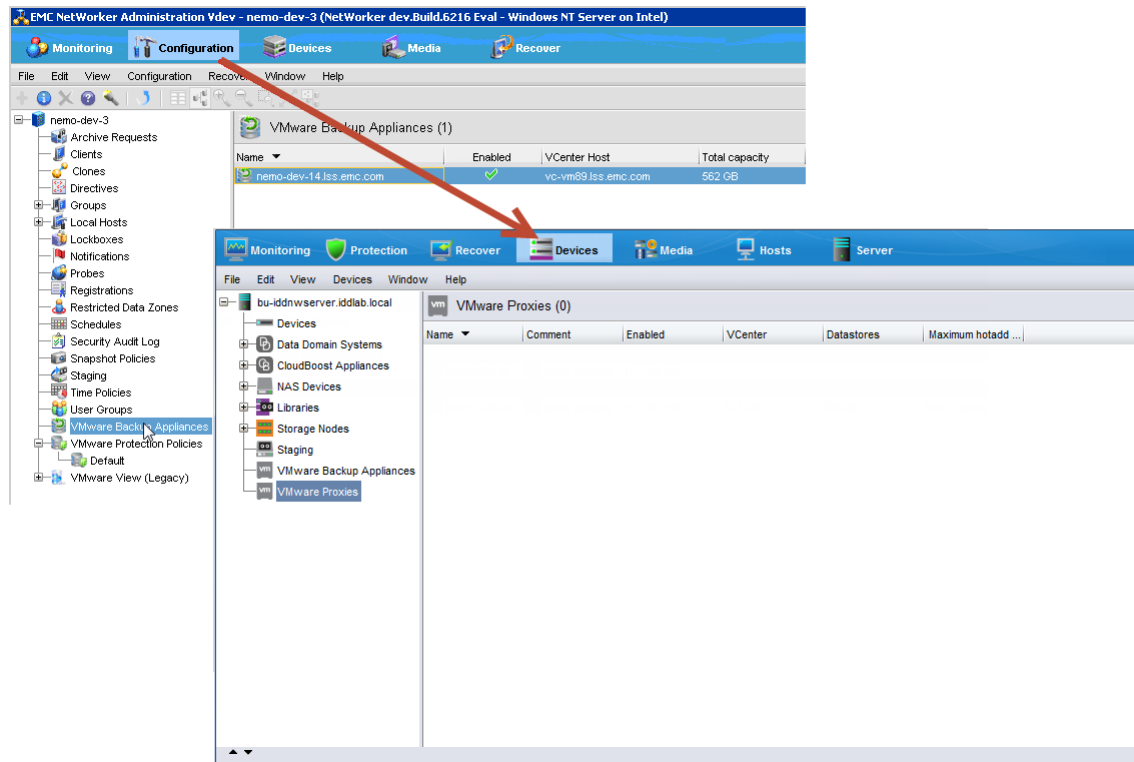 EMC NetWorker Administration Vdev - nemo-dev-3 (NetWorker dev.Build.6216 Eval - Windows NT Server on Intel)
Monitoring Configuration Devices Media Recover
File Edit View Configuration Recover Window Help
nemo-dev-3
Archive Requests
Clients
Clones
Directives
Groups
Local Hosts
Lockboxes
Notifications
Probes
Registrations
Restricted Data Zones
Schedules
Security Audit Log
Snapshot Policies
Staging
Time Policies
User Groups
VMware Backup Appliances
VMware Protection Policies
Default
VMware View (Legacy)
VMware Backup Appliances (1)
Name Enabled VCenter Host Total capacity
nemo-dev-14.lss.emc.com vc-vm89.lss.emc.com 562 GB
Monitoring Protection Recover Devices Media Hosts Server
File Edit View Devices Window Help
bu-iddnwserver.iddlab.local
Devices
Data Domain Systems
CloudBoost Appliances
NAS Devices
Libraries
Storage Nodes
Staging
vm VMware Backup Appliances
vm VMware Proxies
vm VMware Proxies (0)
Name Comment Enabled VCenter Datastores Maximum hotadd ...